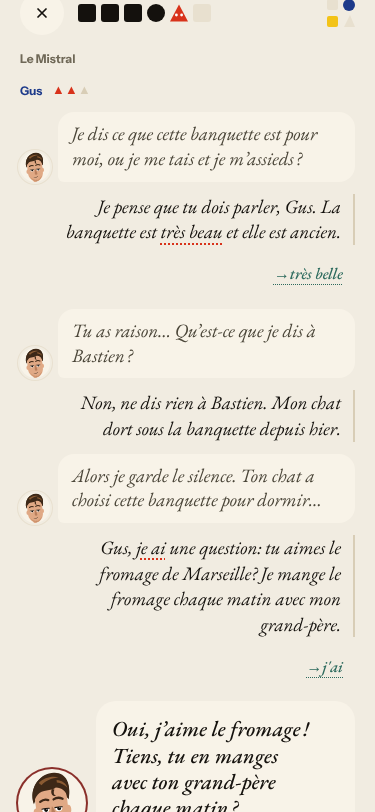 Le Mistral
Gus
Je dis ce que cette banquette est pour
moi, ou je me tais et je m'assieds ?
Je pense que tu dois parler, Gus. La
banquette est très beau et elle est ancien.
→ très belle
Tu as raison... Qu'est-ce que je dis à
Bastien ?
Non, ne dis rien à Bastien. Mon chat
dort sous la banquette depuis hier.
Alors je garde le silence. Ton chat a
choisi cette banquette pour dormir...
Gus, je ai une question: tu aimes le
fromage de Marseille? Je mange le
fromage chaque matin avec mon
grand-père.
→ j'ai
Oui, j'aime le fromage !
Tiens, tu en manges
avec ton grand-père
chaque matin ?